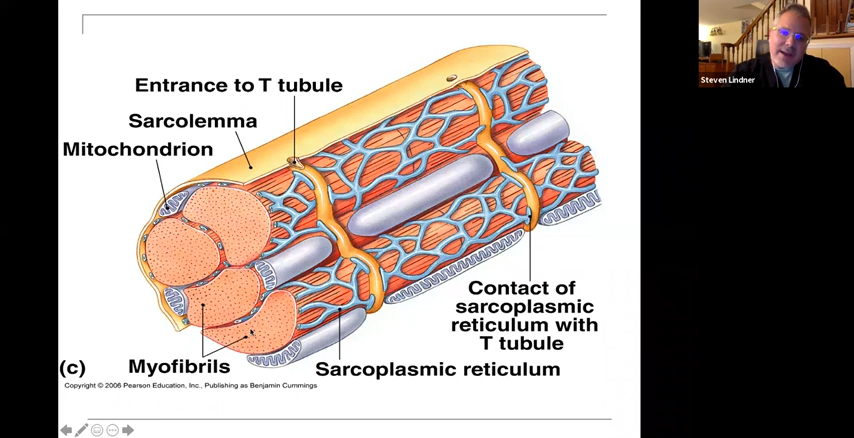 Steven Lindner
Entrance to T tubule
Sarcolemma
Mitochondrion
Contact of
sarcoplasmic
reticulum with
T tubule
Myofibrils
Sarcoplasmic reticulum
(c)
Copyright © 2006 Pearson Education, Inc., Publishing as Benjamin Cummings